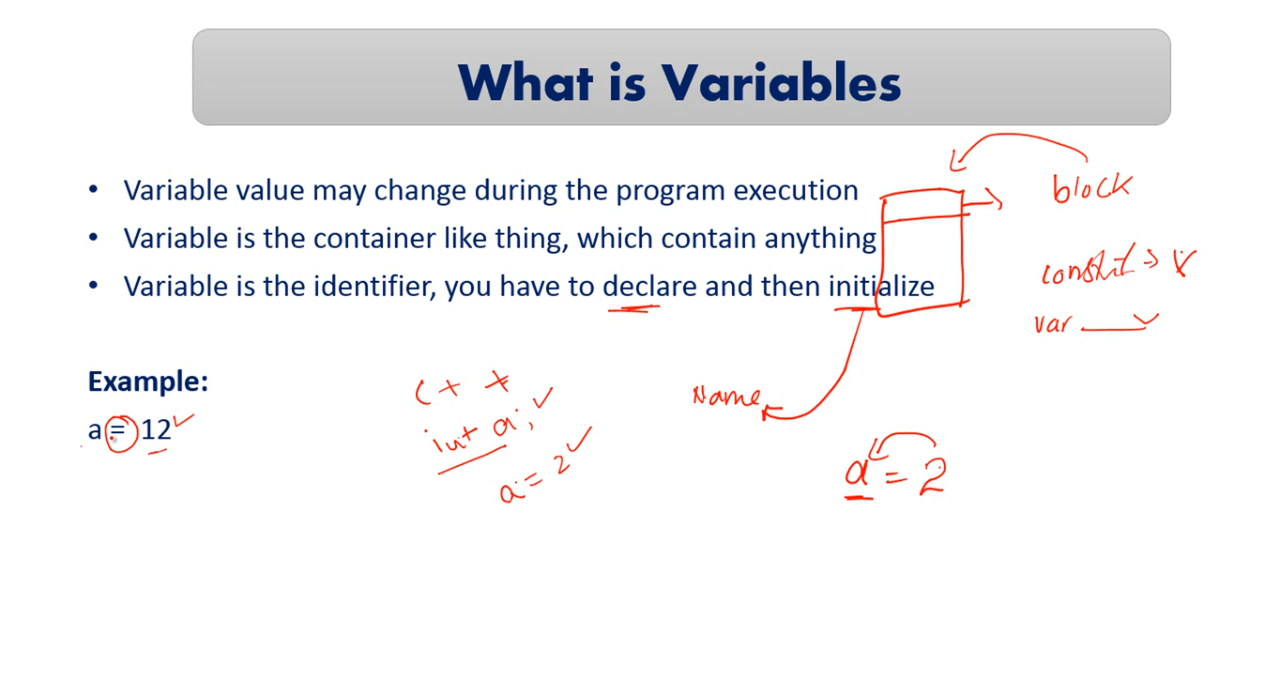 What is Variables
• Variable value may change during the program execution
• Variable is the container like thing, which contain anything
• Variable is the identifier, you have to declare and then initialize
block
var
Example:
a = 12
C + +
int a;
a = 2
Name
a = 2